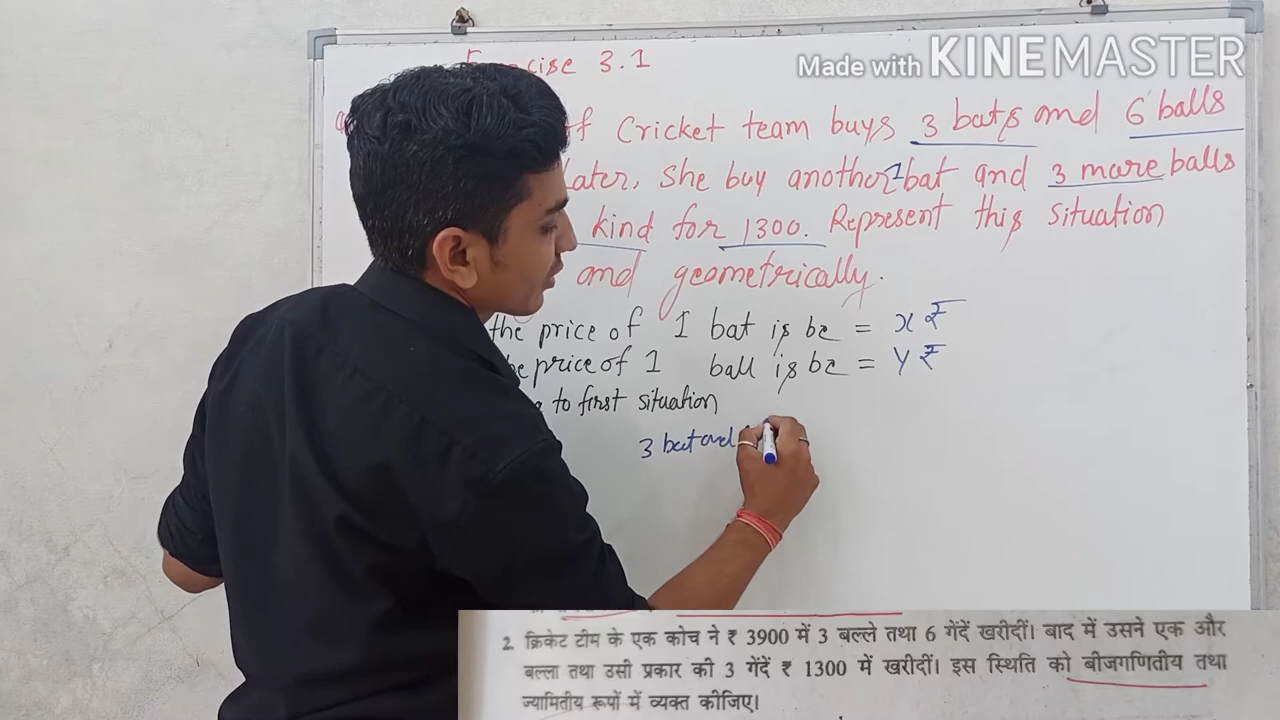 Exercise 3.1
Made with KINEMASTER
of Cricket team buys 3 bats and 6 balls
Later, She buy another 1 bat and 3 more balls
kind for 1300. Represent this situation
and geometrically.
the price of 1 bat is be = x ₹
price of 1 ball is be = y ₹
to first situation
3 bat and
2. क्रिकेट टीम के एक कोच ने ₹ 3900 में 3 बल्ले तथा 6 गेंदें खरीदीं। बाद में उसने एक और
बल्ला तथा उसी प्रकार की 3 गेंदें ₹ 1300 में खरीदीं। इस स्थिति को बीजगणितीय तथा
ज्यामितीय रूपों में व्यक्त कीजिए।